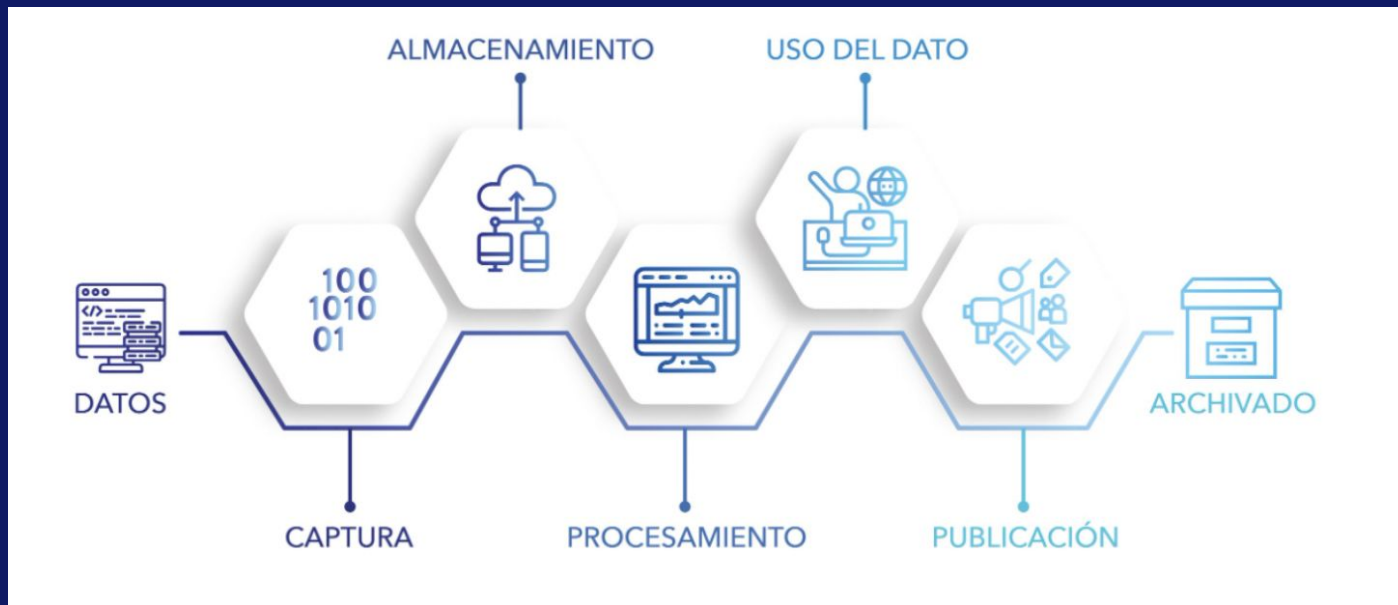 ALMACENAMIENTO
USO DEL DATO
100
1010
01
</>
DATOS
ARCHIVADO
CAPTURA
PROCESAMIENTO
PUBLICACIÓN